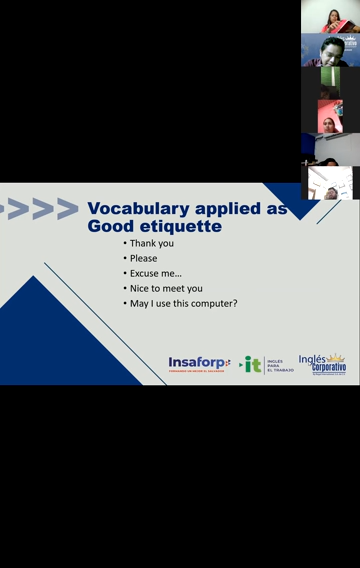 Vocabulary applied as
Good etiquette
• Thank you
• Please
• Excuse me…
• Nice to meet you
• May I use this computer?
Insaforp
it
INGLÉS
PARA
EL TRABAJO
Inglés
Corporativo